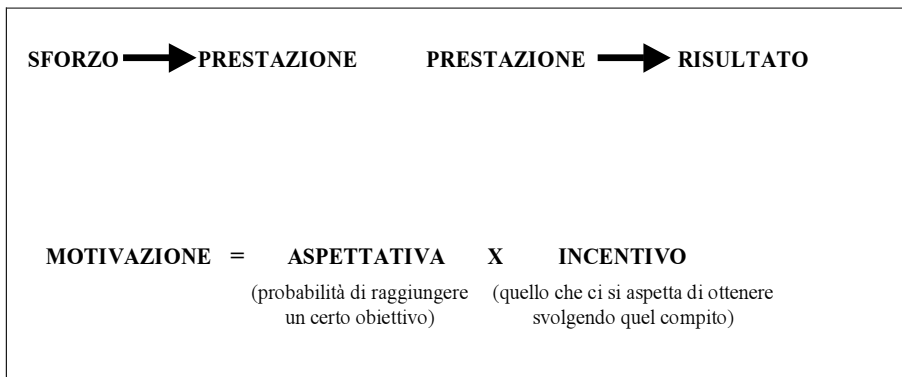 SFORZO PRESTAZIONE PRESTAZIONE RISULTATO
MOTIVAZIONE = ASPETTATIVA X INCENTIVO
(probabilità di raggiungere (quello che ci si aspetta di ottenere
un certo obiettivo) svolgendo quel compito)